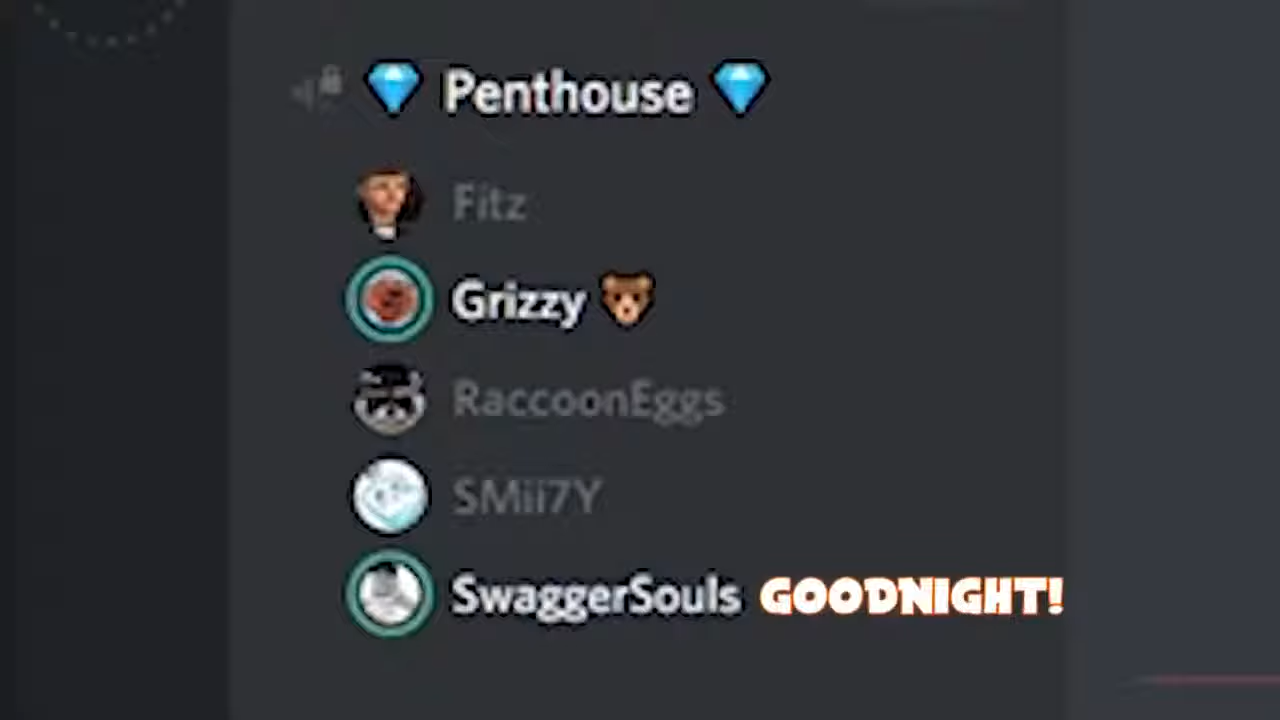 💎 Penthouse 💎
Fitz
Grizzy 🐻
RaccoonEggs
SMii7Y
SwaggerSouls GOODNIGHT!